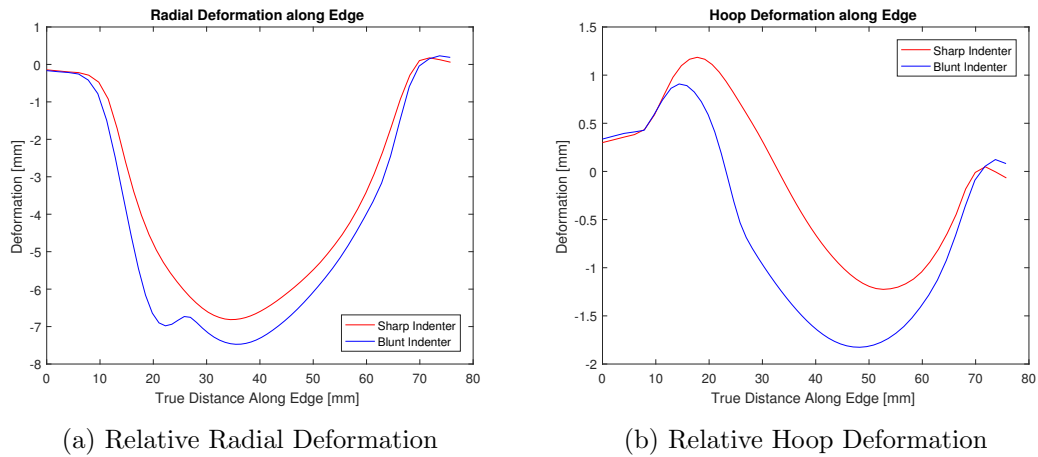 Radial Deformation along Edge
1
0
-1
-2
-3
-4
-5
-6
-7
-8
Deformation [mm]
Sharp Indenter
Blunt Indenter
0 10 20 30 40 50 60 70 80
True Distance Along Edge [mm]
(a) Relative Radial Deformation
Hoop Deformation along Edge
1.5
1
0.5
0
-0.5
-1
-1.5
-2
Deformation [mm]
Sharp Indenter
Blunt Indenter
0 10 20 30 40 50 60 70 80
True Distance Along Edge [mm]
(b) Relative Hoop Deformation